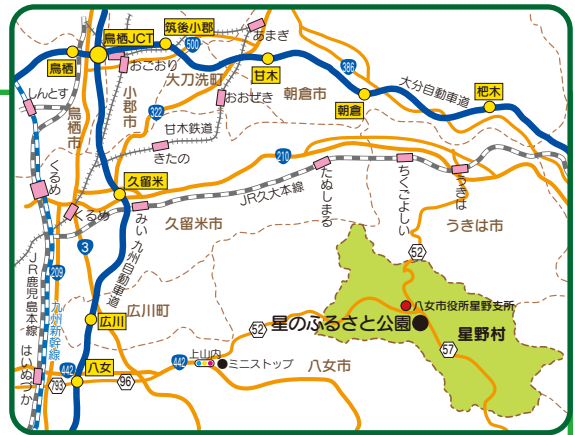 筑後小郡
鳥栖JCT
あまぎ
500
鳥栖
おごおり
甘木
386
大刀洗町
しんとす
小郡市
おおぜき
朝倉市
朝倉
大分自動車道
杷木
鳥栖市
322
甘木鉄道
きたの
210
くるめ
久留米
JR久大本線
たぬしまる
ちくごよしい
うきは
くるめ
みい
久留米市
うきは市
3
52
九州自動車道
JR鹿児島本線
209
九州新幹線
広川町
広川
八女市役所星野支所
星のふるさと公園
星野村
52
57
はいぬづか
442
八女
793
96
442
上山内
ミニストップ
八女市